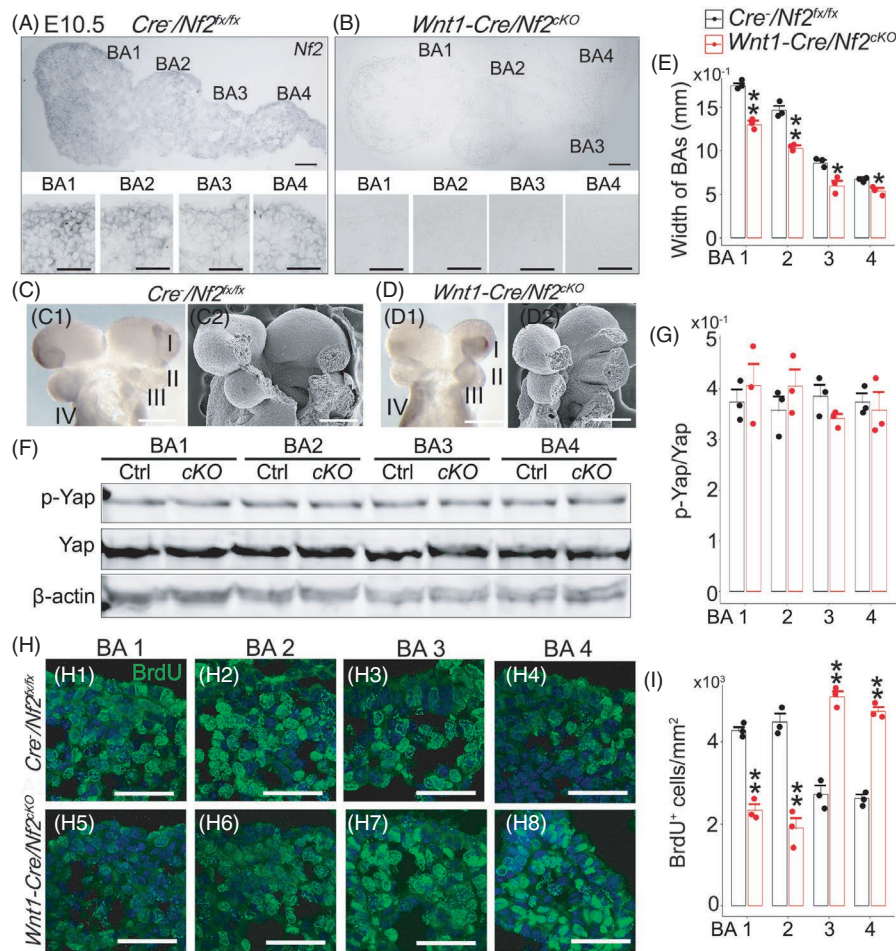 (A) E10.5 Cre⁻/Nf2ᶠˣ/ᶠˣ
Nf2
BA1
BA2
BA3
BA4
BA1 BA2 BA3 BA4
(B) Wnt1-Cre/Nf2ᶜᴷᴼ
BA1
BA2
BA4
BA3
BA1 BA2 BA3 BA4
Cre⁻/Nf2ᶠˣ/ᶠˣ
Wnt1-Cre/Nf2ᶜᴷᴼ
(E)
x10⁻¹
Width of BAs (mm)
15
10
5
0
** ** * *
BA 1 2 3 4
(C) Cre⁻/Nf2ᶠˣ/ᶠˣ
(C1) (C2)
I
II
III
IV
(D) Wnt1-Cre/Nf2ᶜᴷᴼ
(D1) (D2)
I
II
III
IV
(F)
BA1 BA2 BA3 BA4
Ctrl cKO Ctrl cKO Ctrl cKO Ctrl cKO
p-Yap
Yap
β-actin
(G)
x10⁻¹
p-Yap/Yap
5
4
3
2
1
0
BA 1 2 3 4
(H) BA 1 BA 2 BA 3 BA 4
Cre⁻/Nf2ᶠˣ/ᶠˣ
(H1) BrdU (H2) (H3) (H4)
Wnt1-Cre/Nf2ᶜᴷᴼ
(H5) (H6) (H7) (H8)
(I)
x10³
BrdU⁺ cells/mm²
4
2
0
** ** ** **
BA 1 2 3 4